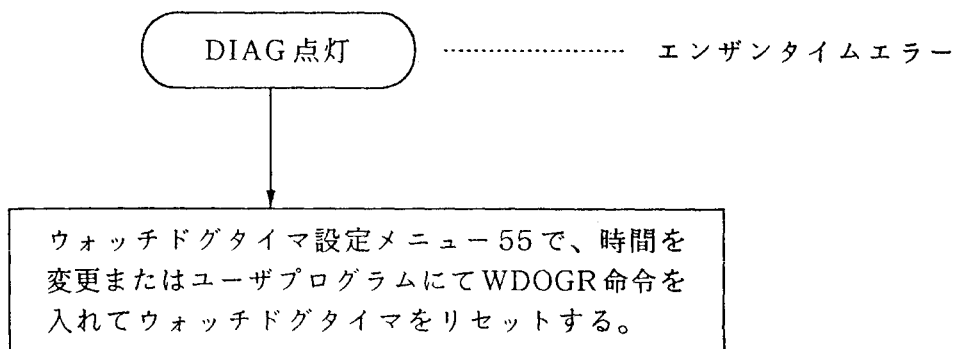 DIAG点灯 ………………… エンザンタイムエラー
ウォッチドグタイマ設定メニュー55で、時間を
変更またはユーザプログラムにてWDOGR命令を
入れてウォッチドグタイマをリセットする。